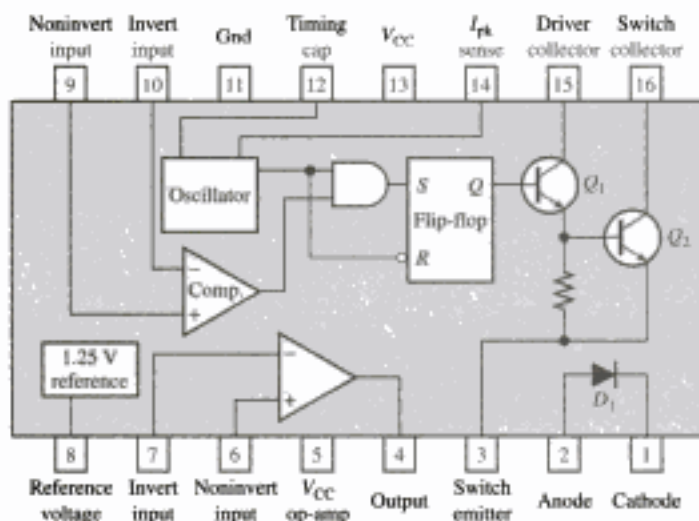 Noninvert input
Invert input
Gnd
Timing cap
VCC
Ipk sense
Driver collector
Switch collector
9
10
11
12
13
14
15
16
Oscillator
S
Q
Flip-flop
R
Q1
Q2
−
Comp.
+
1.25 V
reference
−
+
D1
8
7
6
5
4
3
2
1
Reference voltage
Invert input
Noninvert input
VCC op-amp
Output
Switch emitter
Anode
Cathode